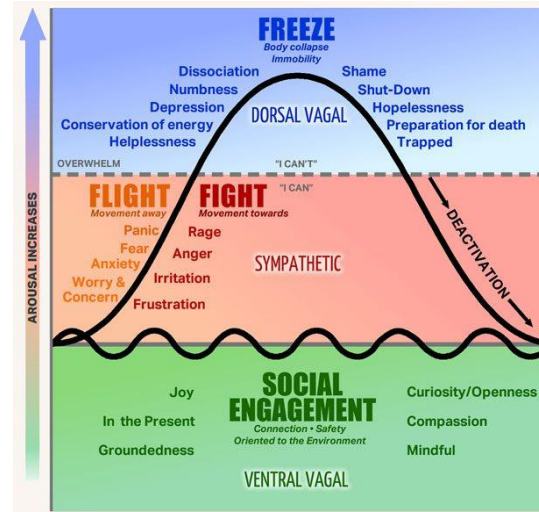 FREEZE
Body collapse
Immobility
Dissociation
Numbness
Depression
Conservation of energy
Helplessness
Shame
Shut-Down
Hopelessness
Preparation for death
Trapped
DORSAL VAGAL
OVERWHELM
"I CAN'T"
"I CAN"
FLIGHT
Movement away
Panic
Fear
Anxiety
Worry &
Concern
FIGHT
Movement towards
Rage
Anger
Irritation
Frustration
SYMPATHETIC
DEACTIVATION
AROUSAL INCREASES
Joy
In the Present
Groundedness
SOCIAL
ENGAGEMENT
Connection • Safety
Oriented to the Environment
Curiosity/Openness
Compassion
Mindful
VENTRAL VAGAL